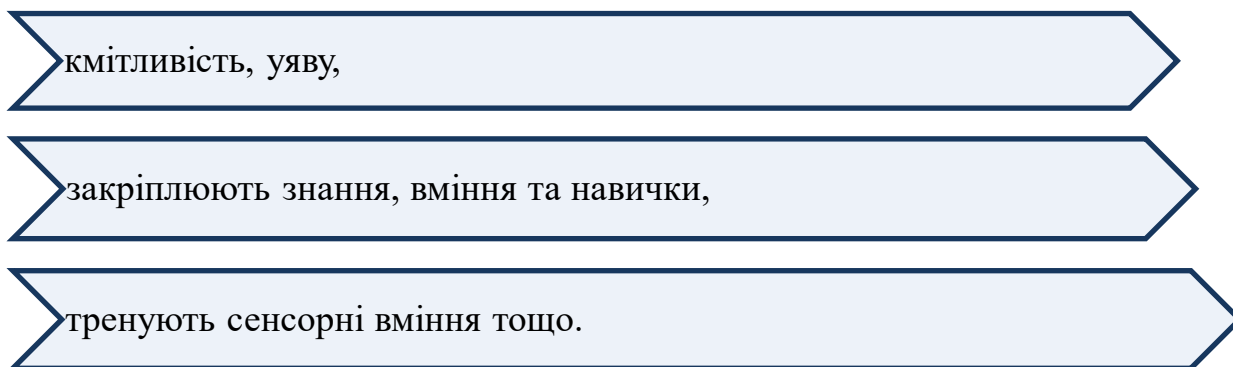 кмітливість, уяву,
закріплюють знання, вміння та навички,
тренують сенсорні вміння тощо.